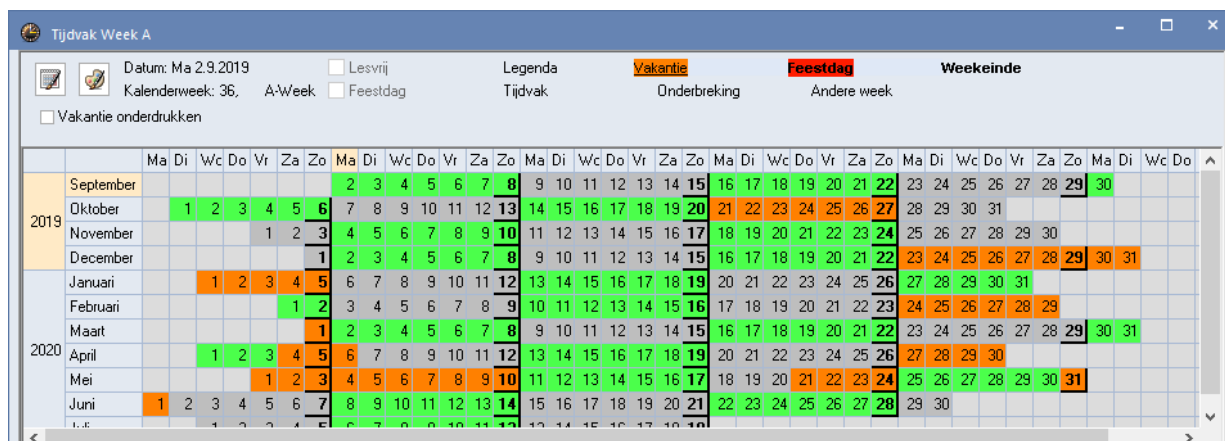 Tijdvak Week A
Datum: Ma 2.9.2019 Lesvrij Legenda Vakantie Feestdag Weekeinde
Kalenderweek: 36, A-Week Feestdag Tijdvak Onderbreking Andere week
Vakantie onderdrukken
Ma Di Wc Do Vr Za Zo Ma Di Wc Do Vr Za Zo Ma Di Wc Do Vr Za Zo Ma Di Wc Do Vr Za Zo Ma Di Wc Do Vr Za Zo Ma Di Wc Do
2019
September 2 3 4 5 6 7 8 9 10 11 12 13 14 15 16 17 18 19 20 21 22 23 24 25 26 27 28 29 30
Oktober 1 2 3 4 5 6 7 8 9 10 11 12 13 14 15 16 17 18 19 20 21 22 23 24 25 26 27 28 29 30 31
November 1 2 3 4 5 6 7 8 9 10 11 12 13 14 15 16 17 18 19 20 21 22 23 24 25 26 27 28 29 30
December 1 2 3 4 5 6 7 8 9 10 11 12 13 14 15 16 17 18 19 20 21 22 23 24 25 26 27 28 29 30 31
2020
Januari 1 2 3 4 5 6 7 8 9 10 11 12 13 14 15 16 17 18 19 20 21 22 23 24 25 26 27 28 29 30 31
Februari 1 2 3 4 5 6 7 8 9 10 11 12 13 14 15 16 17 18 19 20 21 22 23 24 25 26 27 28 29
Maart 1 2 3 4 5 6 7 8 9 10 11 12 13 14 15 16 17 18 19 20 21 22 23 24 25 26 27 28 29 30 31
April 1 2 3 4 5 6 7 8 9 10 11 12 13 14 15 16 17 18 19 20 21 22 23 24 25 26 27 28 29 30
Mei 1 2 3 4 5 6 7 8 9 10 11 12 13 14 15 16 17 18 19 20 21 22 23 24 25 26 27 28 29 30 31
Juni 1 2 3 4 5 6 7 8 9 10 11 12 13 14 15 16 17 18 19 20 21 22 23 24 25 26 27 28 29 30